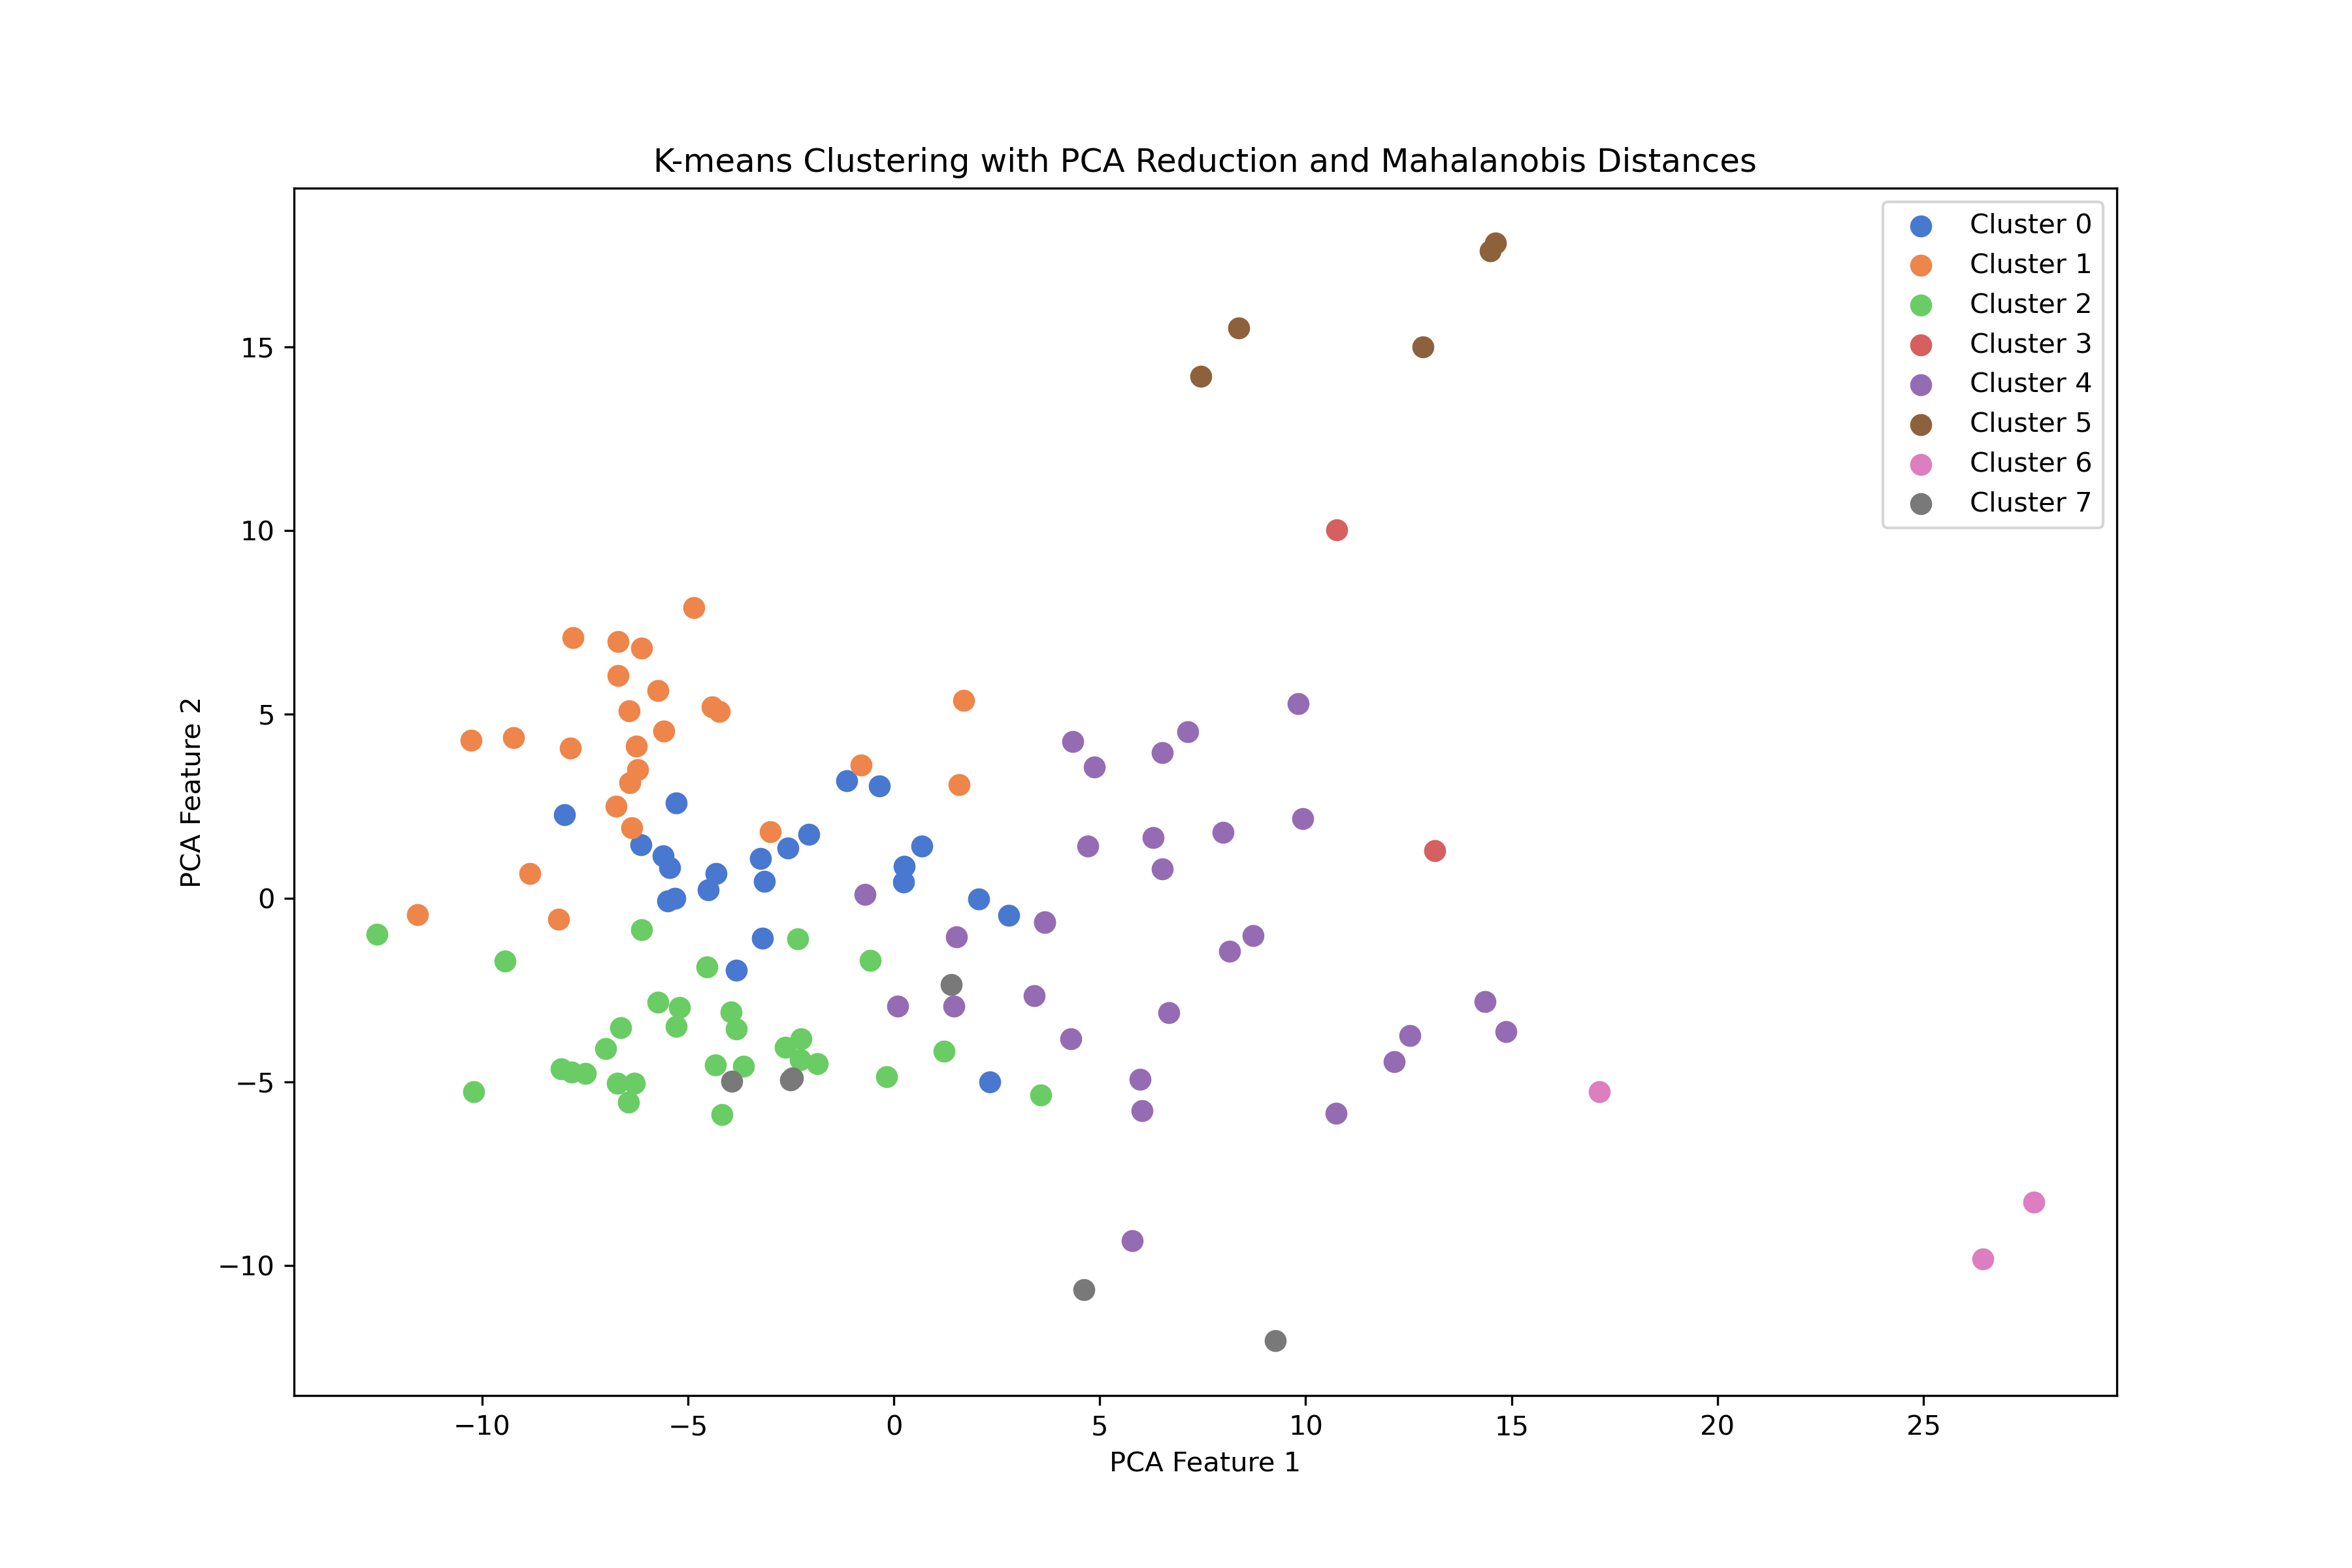 K-means Clustering with PCA Reduction and Mahalanobis Distances
Cluster 0
Cluster 1
Cluster 2
Cluster 3
Cluster 4
Cluster 5
Cluster 6
Cluster 7
15
10
5
0
−5
−10
PCA Feature 2
−10 −5 0 5 10 15 20 25
PCA Feature 1